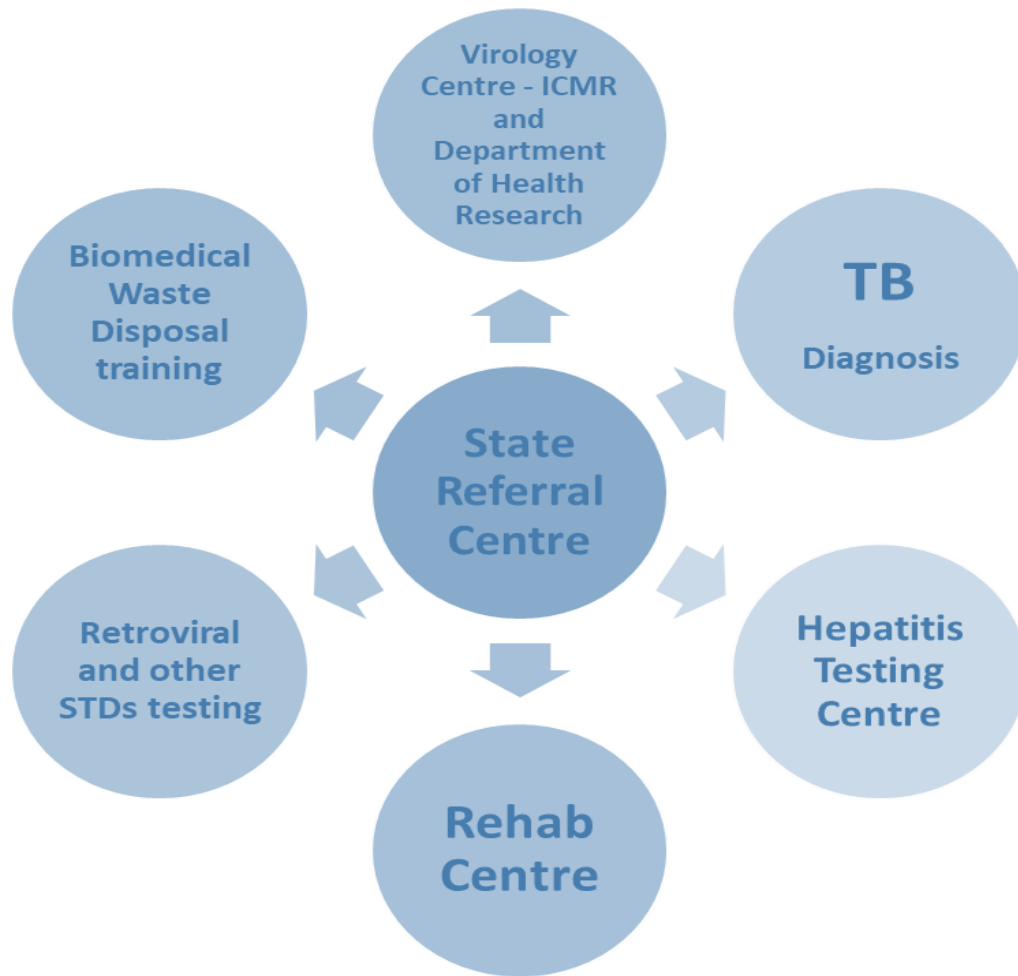 Virology
Centre - ICMR
and
Department
of Health
Research
TB
Diagnosis
Hepatitis
Testing
Centre
Rehab
Centre
Retroviral
and other
STDs testing
Biomedical
Waste
Disposal
training
State
Referral
Centre